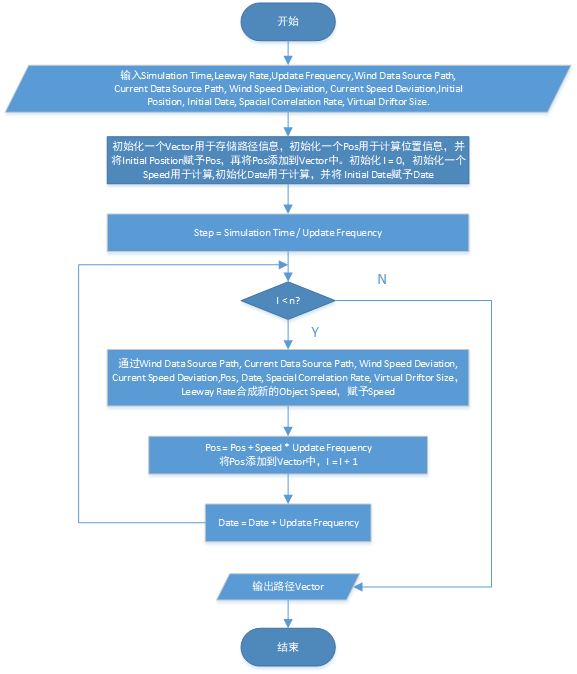 开始
输入Simulation Time,Leeway Rate,Update Frequency,Wind Data Source Path,
Current Data Source Path, Wind Speed Deviation, Current Speed Deviation,Initial
Position, Initial Date, Spacial Correlation Rate, Virtual Driftor Size.
初始化一个Vector用于存储路径信息，初始化一个Pos用于计算位置信息，并
将Initial Position赋予Pos，再将Pos添加到Vector中。初始化 I = 0，初始化一个
Speed用于计算,初始化Date用于计算，并将 Initial Date赋予Date
Step = Simulation Time / Update Frequency
I < n?
N
Y
通过Wind Data Source Path, Current Data Source Path, Wind Speed Deviation,
Current Speed Deviation,Pos, Date, Spacial Correlation Rate, Virtual Driftor Size，
Leeway Rate合成新的Object Speed，赋予Speed
Pos = Pos + Speed * Update Frequency
将Pos添加到Vector中，I = I + 1
Date = Date + Update Frequency
输出路径Vector
结束